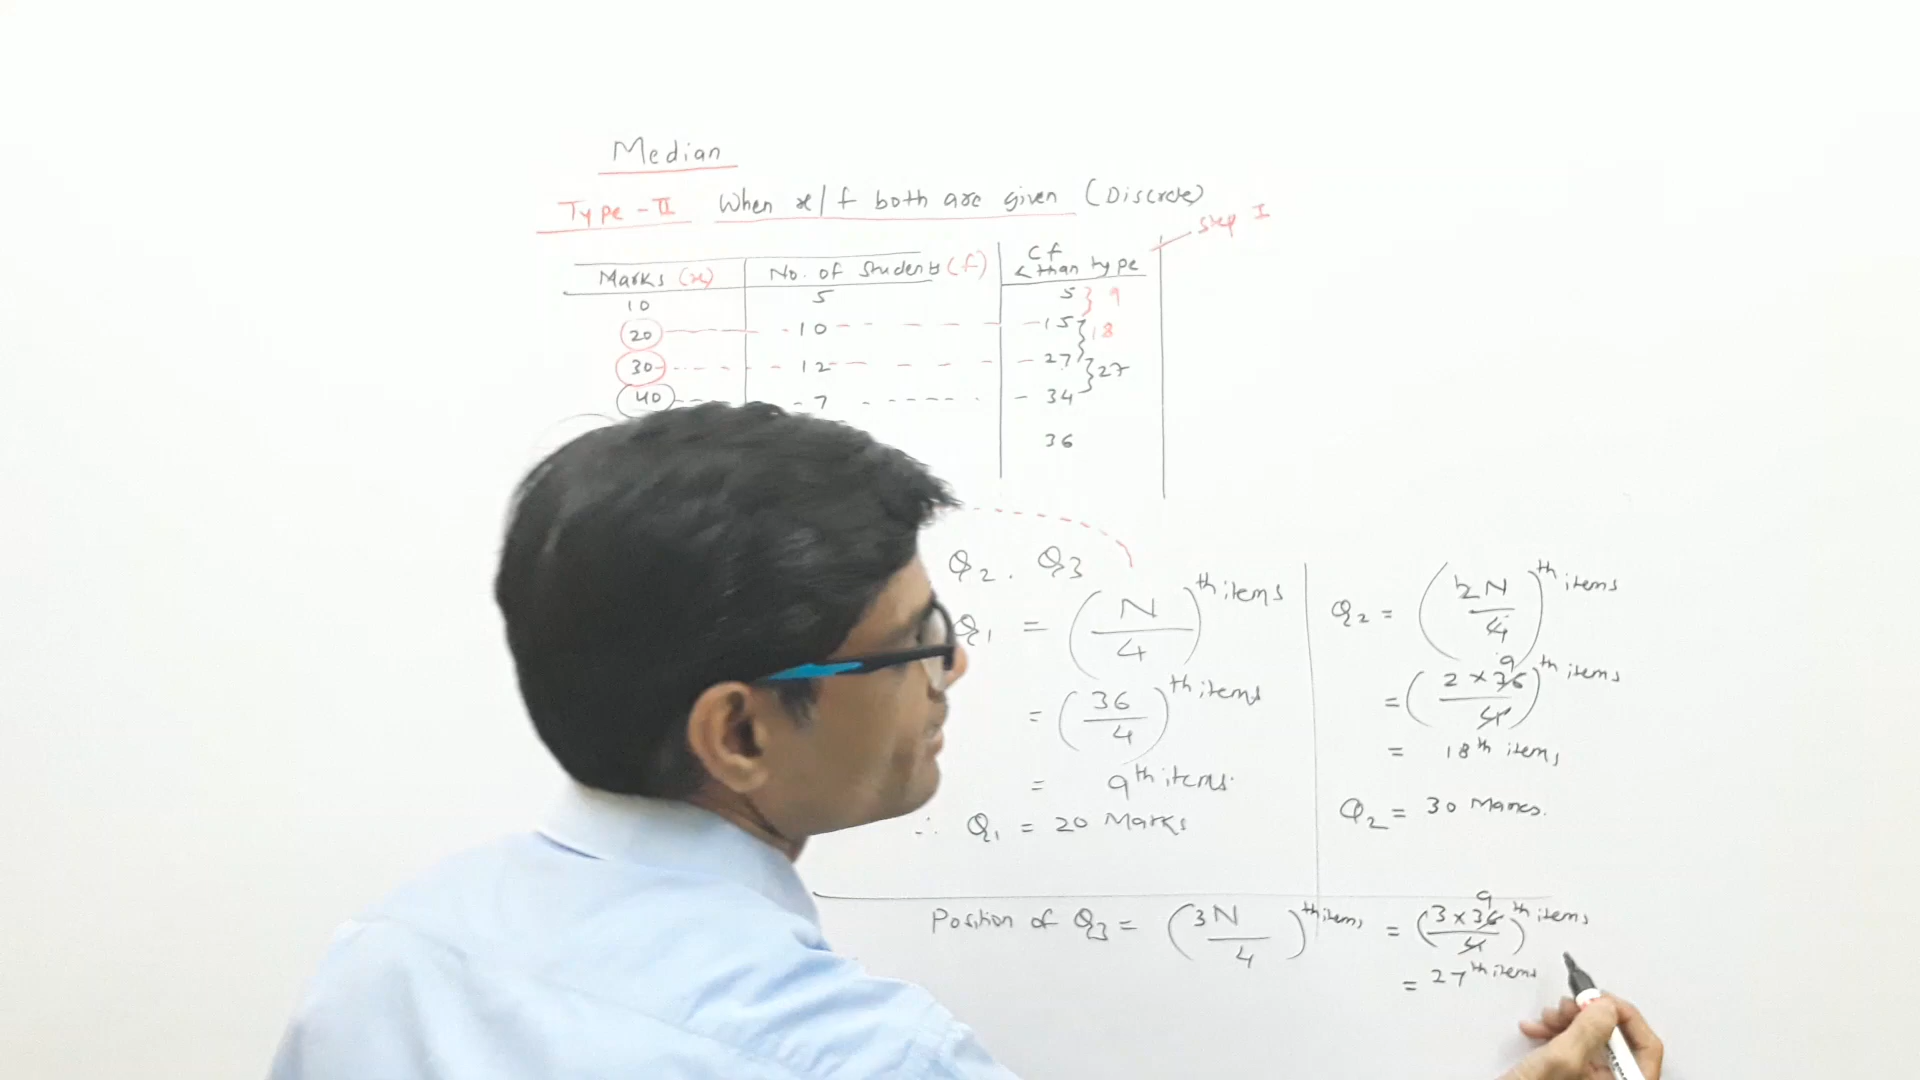 Median
Type-II When x/f both are given (Discrete)
Step I
Marks (x) No. of Students (f) Cf < than type
10 5 5 } 9
20 10 15 } 18
30 12 27 } 27
40 7 34
36
Q2. Q3
Q1 = (N/4)th items
= (36/4)th items
= 9th items.
∴ Q1 = 20 Marks
Q2 = (2N/4)th items
= (2 × 36/4)th items 9
= 18th items
Q2 = 30 Marks.
Position of Q3 = (3N/4)th items = (3 × 36/4)th items 9
= 27th items